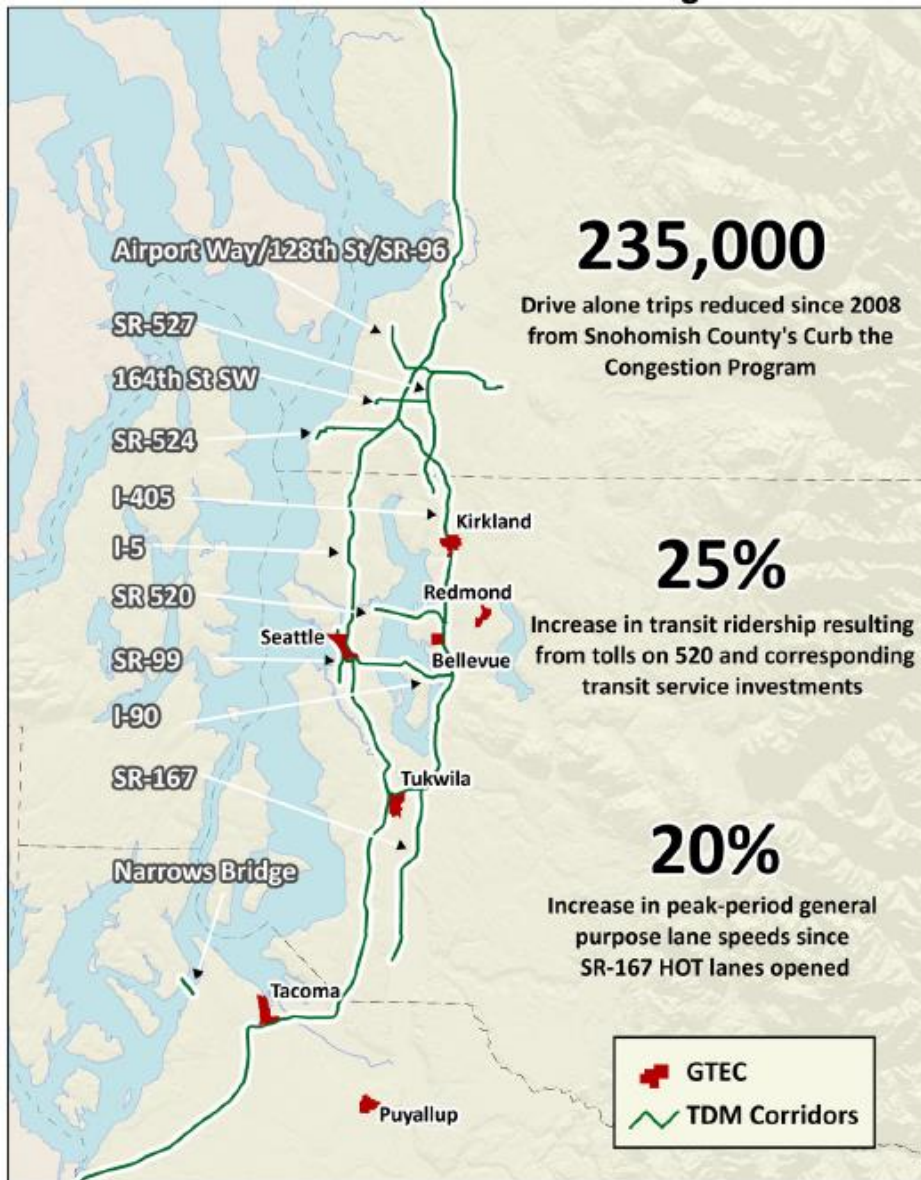 Airport Way/128th St/SR-96
SR-527
164th St SW
SR-524
I-405
I-5
SR 520
SR-99
I-90
SR-167
Narrows Bridge
Kirkland
Redmond
Seattle
Bellevue
Tukwila
Tacoma
Puyallup
235,000
Drive alone trips reduced since 2008
from Snohomish County's Curb the
Congestion Program
25%
Increase in transit ridership resulting
from tolls on 520 and corresponding
transit service investments
20%
Increase in peak-period general
purpose lane speeds since
SR-167 HOT lanes opened
GTEC
TDM Corridors